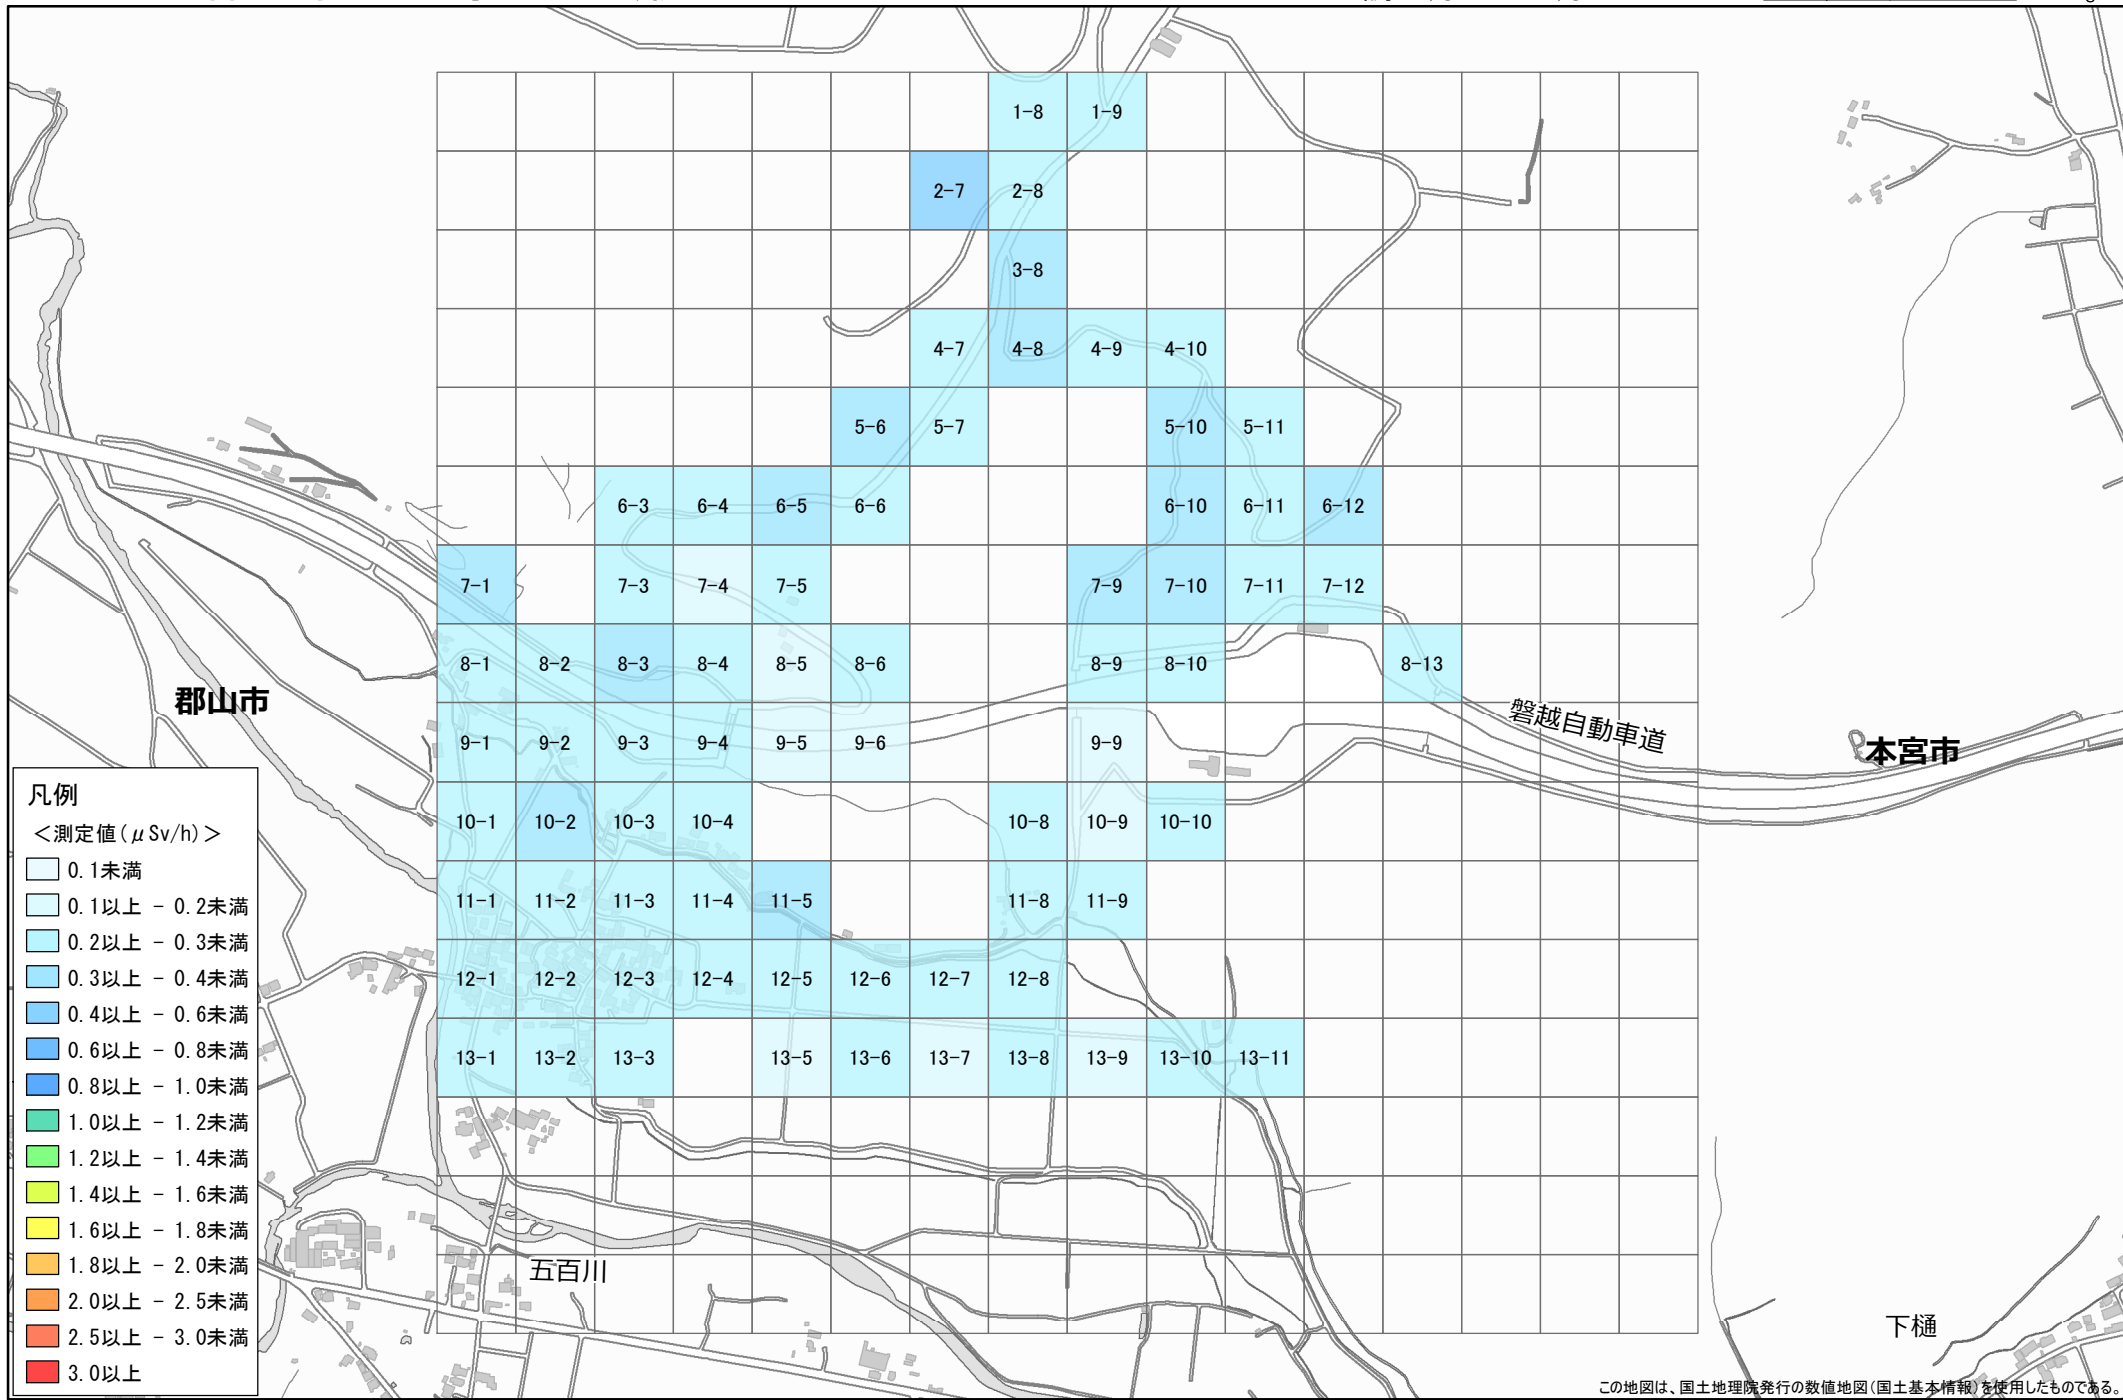 1-8 1-9
2-7 2-8
3-8
4-7 4-8 4-9 4-10
5-6 5-7 5-10 5-11
6-3 6-4 6-5 6-6 6-10 6-11 6-12
7-1 7-3 7-4 7-5 7-9 7-10 7-11 7-12
8-1 8-2 8-3 8-4 8-5 8-6 8-9 8-10 8-13
郡山市
磐越自動車道
9-1 9-2 9-3 9-4 9-5 9-6 9-9
本宮市
10-1 10-2 10-3 10-4 10-8 10-9 10-10
11-1 11-2 11-3 11-4 11-5 11-8 11-9
12-1 12-2 12-3 12-4 12-5 12-6 12-7 12-8
13-1 13-2 13-3 13-5 13-6 13-7 13-8 13-9 13-10 13-11
凡例
＜測定値(μSv/h)＞
0.1未満
0.1以上 - 0.2未満
0.2以上 - 0.3未満
0.3以上 - 0.4未満
0.4以上 - 0.6未満
0.6以上 - 0.8未満
0.8以上 - 1.0未満
1.0以上 - 1.2未満
1.2以上 - 1.4未満
1.4以上 - 1.6未満
1.6以上 - 1.8未満
1.8以上 - 2.0未満
2.0以上 - 2.5未満
2.5以上 - 3.0未満
3.0以上
五百川
下樋
この地図は、国土地理院発行の数値地図(国土基本情報)を使用したものである。